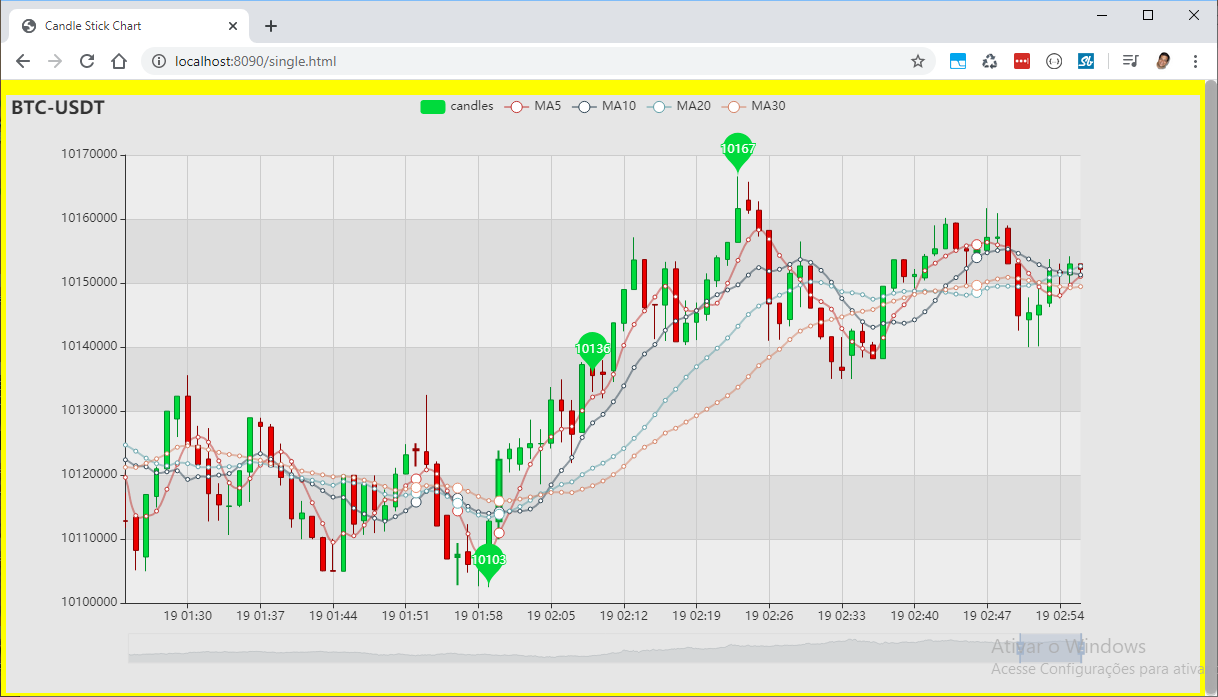 Candle Stick Chart
localhost:8090/single.html
BTC-USDT
candles MA5 MA10 MA20 MA30
10170000
10160000
10150000
10140000
10130000
10120000
10110000
10100000
10167
10136
10103
19 01:30 19 01:37 19 01:44 19 01:51 19 01:58 19 02:05 19 02:12 19 02:19 19 02:26 19 02:33 19 02:40 19 02:47 19 02:54
Ativar o Windows
Acesse Configurações para ativa